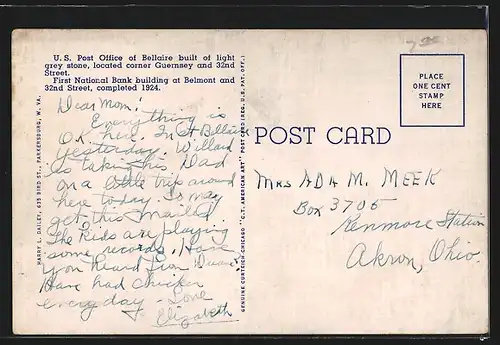 U.S. Post Office of Bellaire built of light
grey stone, located corner Guernsey and 32nd
Street.
First National Bank building at Belmont and
32nd Street, completed 1924.
Dear Mom:
Everything is
O.K. here. In at Bellaire
yesterday. Willard
is taking his Dad
on a little trip around
here today. So may
get this mailed.
The Kids are playing
some records. Have
you heard from
Have had chicken
everyday - Love
Elizabeth
HARRY L. DAILEY, 635 BIRD ST., PARKERSBURG, W. VA.
GENUINE CURTEICH-CHICAGO "C.T. AMERICAN ART" POST CARD (REG. U.S. PAT. OFF.)
POST CARD
PLACE
ONE CENT
STAMP
HERE
Mrs ADA M. MEEK
Box 3705
Kenmore Station
Akron, Ohio.